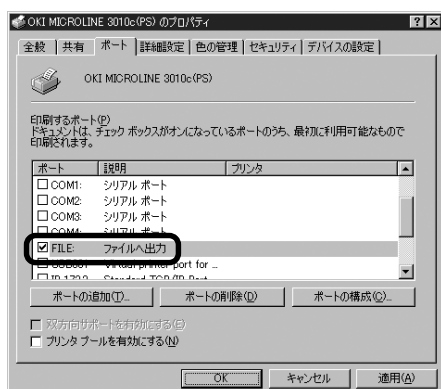 OKI MICROLINE 3010c(PS) のプロパティ
全般 共有 ポート 詳細設定 色の管理 セキュリティ デバイスの設定
OKI MICROLINE 3010c(PS)
印刷するポート(P)
ドキュメントは、チェック ボックスがオンになっているポートのうち、最初に利用可能なもので
印刷されます。
ポート 説明 プリンタ
COM1: シリアル ポート
COM2: シリアル ポート
COM3: シリアル ポート
COM4: シリアル ポート
FILE: ファイルへ出力
Virtual printer port for ...
ポートの追加(T)... ポートの削除(D) ポートの構成(C)...
双方向サポートを有効にする(E)
プリンタ プールを有効にする(N)
OK キャンセル 適用(A)